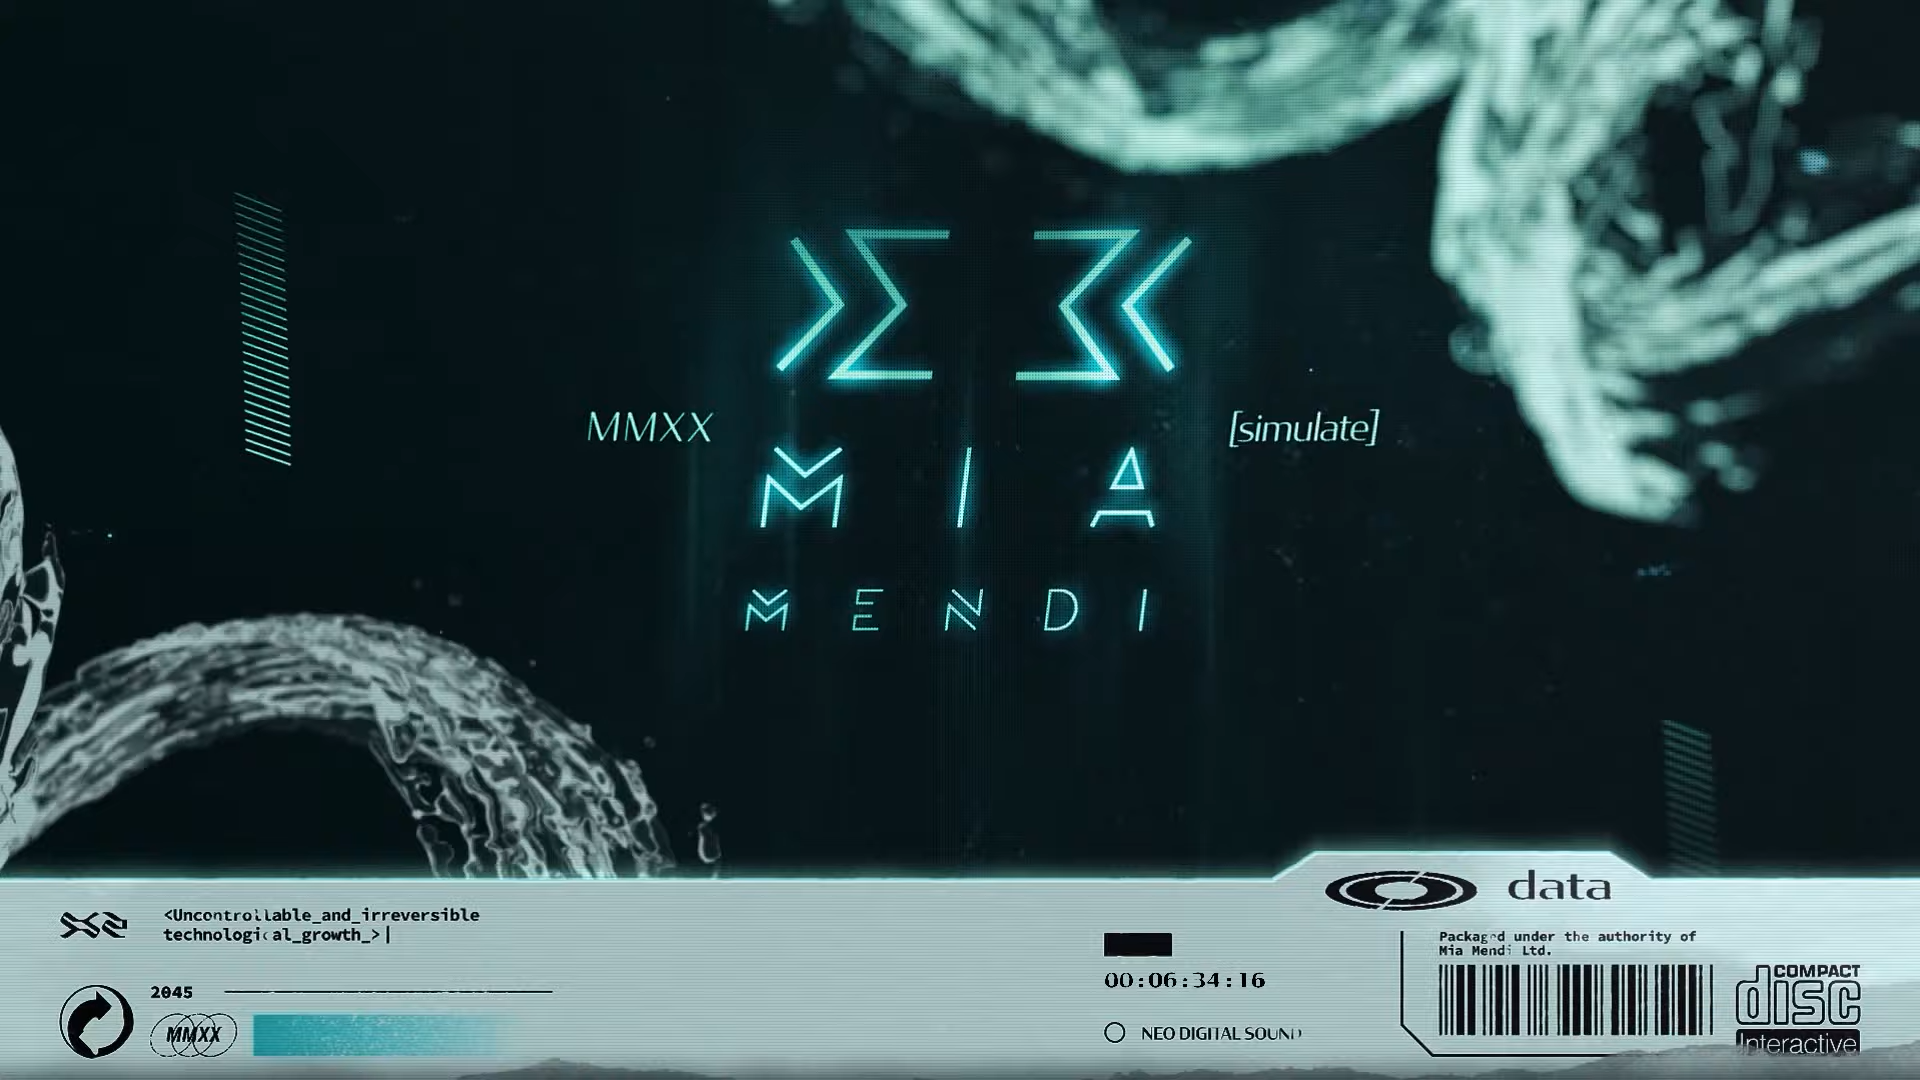 MMXX
[simulate]
MIA
MENDI
data
<Uncontrollable_and_irreversible
technological_growth_>|
Packaged under the authority of
Mia Mendi Ltd.
00:06:34:16
2045
MMXX
NEO DIGITAL SOUND
COMPACT
disc
Interactive